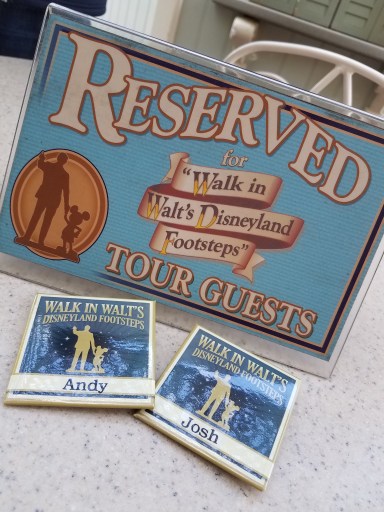 RESERVED
for
"Walk in
Walt's Disneyland
Footsteps"
TOUR GUESTS
WALK IN WALT'S
DISNEYLAND FOOTSTEPS
Andy
WALK IN WALT'S
DISNEYLAND FOOTSTEPS
Josh